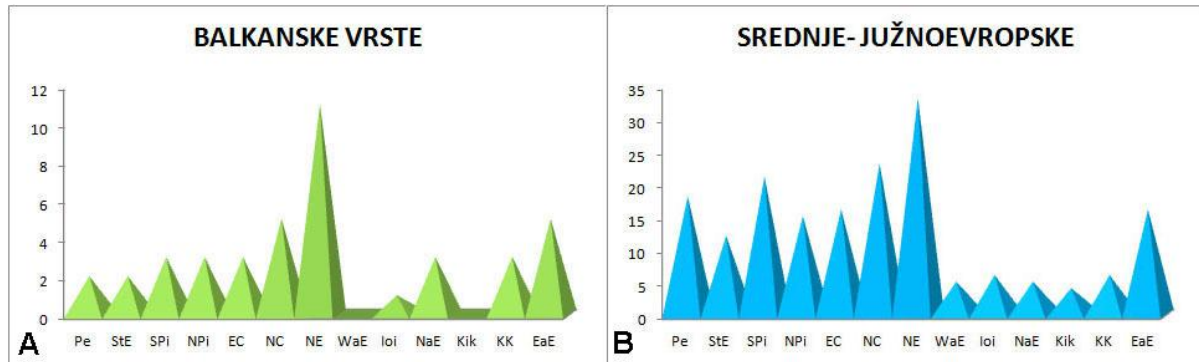 BALKANSKE VRSTE
12
10
8
6
4
2
0
Pe StE SPi NPi EC NC NE WaE Ioi NaE Kik KK EaE
A
SREDNJE- JUŽNOEVROPSKE
35
30
25
20
15
10
5
0
Pe StE SPi NPi EC NC NE WaE Ioi NaE Kik KK EaE
B